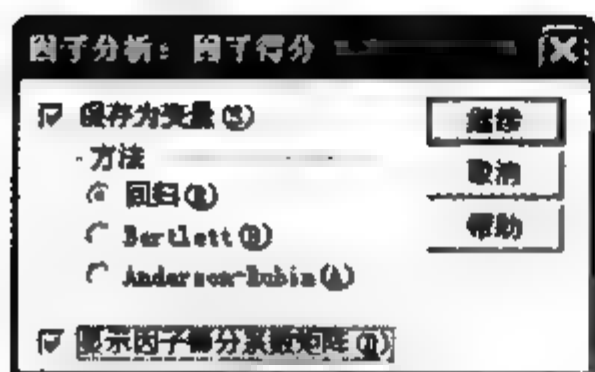 因子分析：因子得分
保存为变量(S)
继续
方法
取消
回归(R)
帮助
Bartlett(B)
Anderson-Rubin(A)
显示因子得分系数矩阵(D)